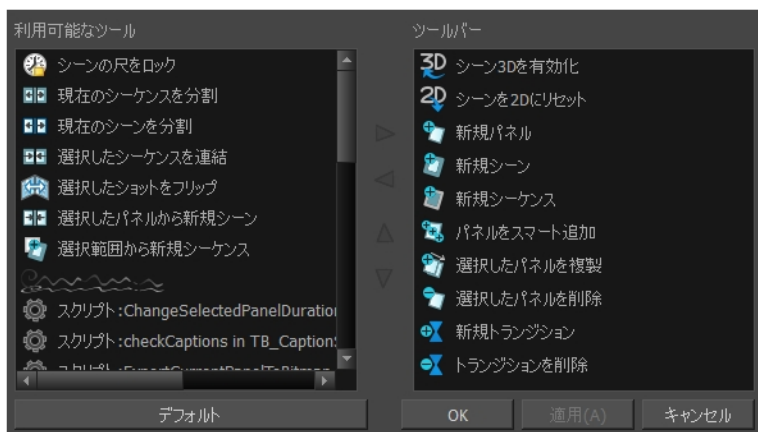 利用可能なツール
シーンの尺をロック
現在のシーケンスを分割
現在のシーンを分割
選択したシーケンスを連結
選択したショットをフリップ
選択したパネルから新規シーン
選択範囲から新規シーケンス
スクリプト:ChangeSelectedPanelDuration
スクリプト:checkCaptions in TB_Caption
デフォルト
ツールバー
3D シーン3Dを有効化
2D シーンを2Dにリセット
新規パネル
新規シーン
新規シーケンス
パネルをスマート追加
選択したパネルを複製
選択したパネルを削除
新規トランジション
トランジションを削除
OK
適用(A)
キャンセル